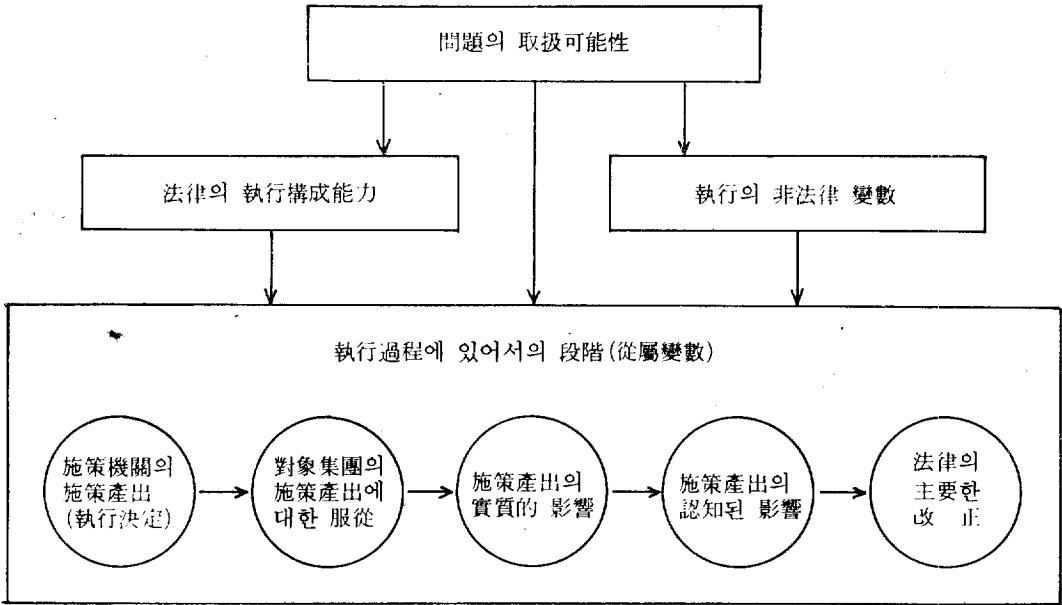 問題의 取扱可能性
法律의 執行構成能力
執行의 非法律 變數
執行過程에 있어서의 段階(從屬變數)
施策機關의
施策產出
(執行決定)
對象集團의
施策產出에
대한 服從
施策產出의
實質的 影響
施策產出의
認知된 影響
法律의
主要한
改 正